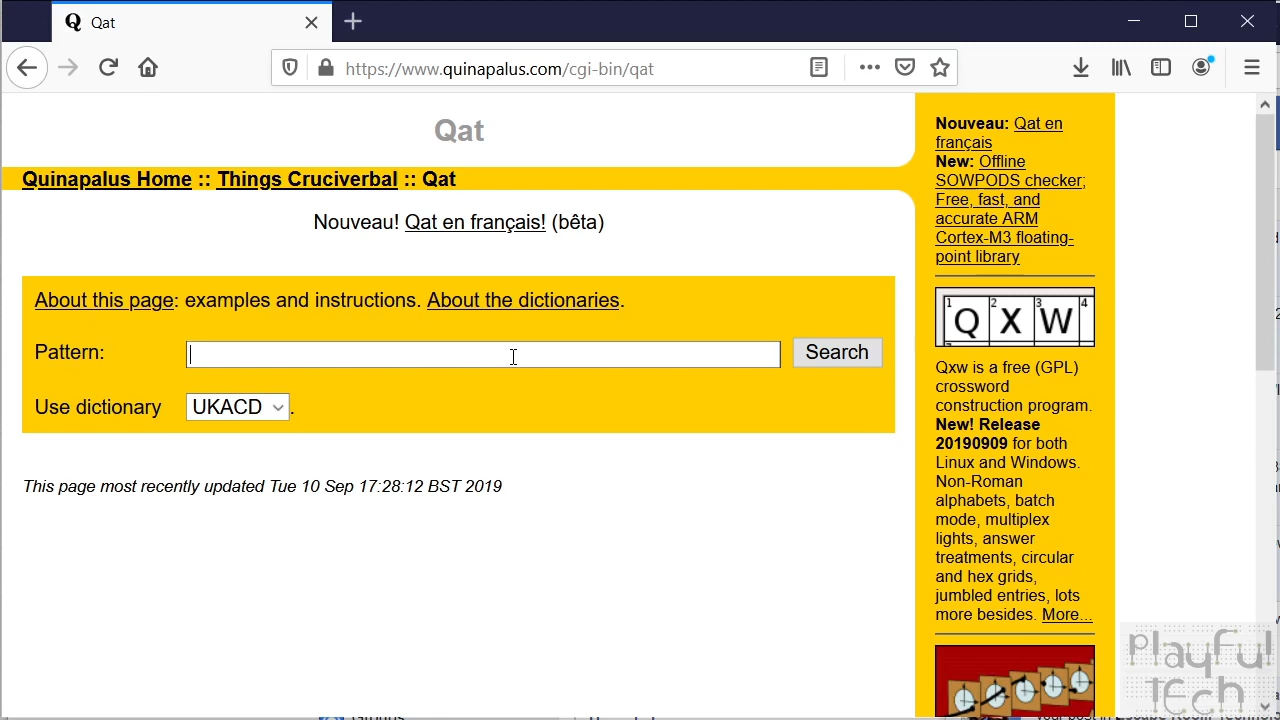 Q Qat
https://www.quinapalus.com/cgi-bin/qat
Qat
Quinapalus Home :: Things Cruciverbal :: Qat
Nouveau! Qat en français! (bêta)
About this page: examples and instructions. About the dictionaries.
Pattern:
Search
Use dictionary UKACD .
This page most recently updated Tue 10 Sep 17:28:12 BST 2019
Nouveau: Qat en
français
New: Offline
SOWPODS checker;
Free, fast, and
accurate ARM
Cortex-M3 floating-
point library
1 2 3 4
Q X W
Qxw is a free (GPL)
crossword
construction program.
New! Release
20190909 for both
Linux and Windows.
Non-Roman
alphabets, batch
mode, multiplex
lights, answer
treatments, circular
and hex grids,
jumbled entries, lots
more besides. More...
Playful
Tech